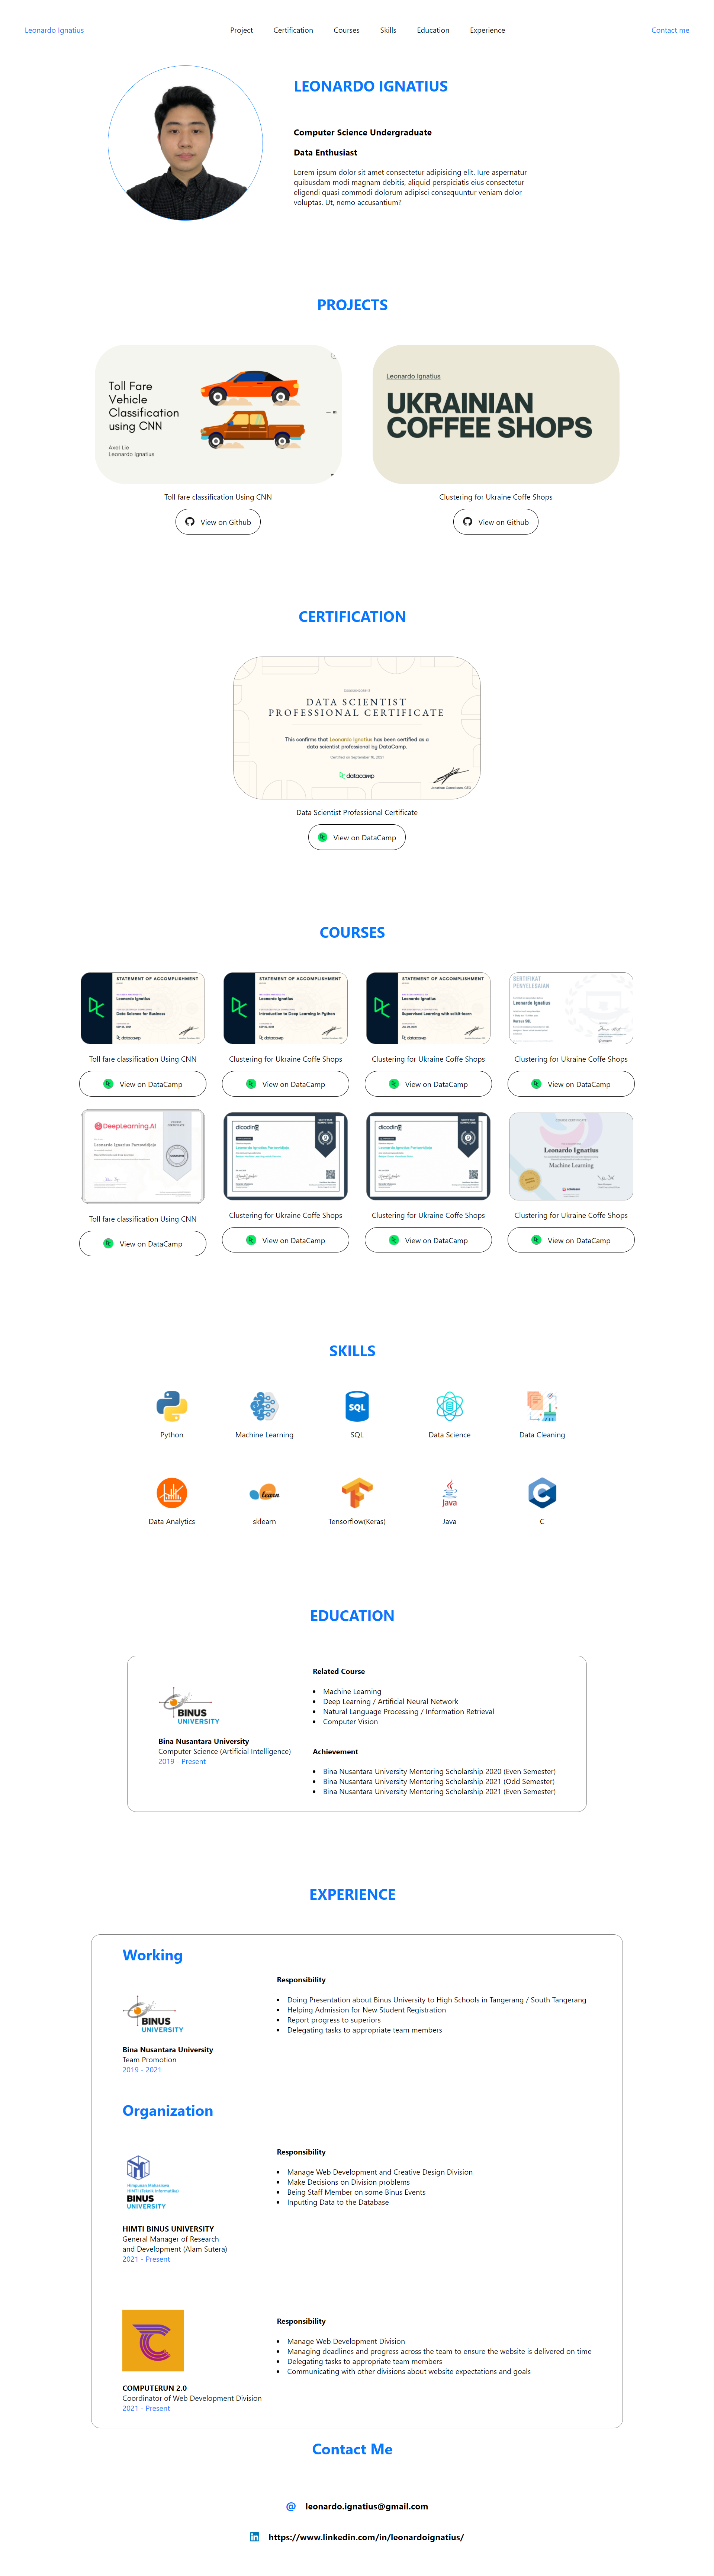 Leonardo Ignatius
Project
Certification
Courses
Skills
Education
Experience
Contact me
LEONARDO IGNATIUS
Computer Science Undergraduate
Data Enthusiast
Lorem ipsum dolor sit amet consectetur adipisicing elit. Iure aspernatur
quibusdam modi magnam debitis, aliquid perspiciatis eius consectetur
eligendi quasi commodi dolorum adipisci consequuntur veniam dolor
voluptas. Ut, nemo accusantium?
PROJECTS
Toll Fare
Vehicle
Classification
using CNN
Axel Lie
Leonardo Ignatius
01
Toll fare classification Using CNN
View on Github
Leonardo Ignatius
UKRAINIAN
COFFEE SHOPS
Clustering for Ukraine Coffe Shops
View on Github
CERTIFICATION
DATA SCIENTIST
PROFESSIONAL CERTIFICATE
This confirms that Leonardo Ignatius has been certified as a
data scientist professional by DataCamp.
datacamp
Data Scientist Professional Certificate
View on DataCamp
COURSES
STATEMENT OF ACCOMPLISHMENT
Leonardo Ignatius
Data Science for Business
datacamp
STATEMENT OF ACCOMPLISHMENT
Leonardo Ignatius
Introduction to Deep Learning in Python
datacamp
STATEMENT OF ACCOMPLISHMENT
Leonardo Ignatius
Supervised Learning with scikit-learn
datacamp
SERTIFIKAT
PENYELESAIAN
Leonardo Ignatius
Toll fare classification Using CNN
Clustering for Ukraine Coffe Shops
Clustering for Ukraine Coffe Shops
Clustering for Ukraine Coffe Shops
View on DataCamp
View on DataCamp
View on DataCamp
View on DataCamp
DeepLearning.AI
dicoding
dicoding
Leonardo Ignatius
Machine Learning
Toll fare classification Using CNN
Clustering for Ukraine Coffe Shops
Clustering for Ukraine Coffe Shops
Clustering for Ukraine Coffe Shops
View on DataCamp
View on DataCamp
View on DataCamp
View on DataCamp
SKILLS
SQL
Python
Machine Learning
SQL
Data Science
Data Cleaning
learn
Java
C
Data Analytics
sklearn
Tensorflow(Keras)
Java
C
EDUCATION
BINUS
UNIVERSITY
Bina Nusantara University
Computer Science (Artificial Intelligence)
2019 - Present
Related Course
Machine Learning
Deep Learning / Artificial Neural Network
Natural Language Processing / Information Retrieval
Computer Vision
Achievement
Bina Nusantara University Mentoring Scholarship 2020 (Even Semester)
Bina Nusantara University Mentoring Scholarship 2021 (Odd Semester)
Bina Nusantara University Mentoring Scholarship 2021 (Even Semester)
EXPERIENCE
Working
BINUS
UNIVERSITY
Bina Nusantara University
Team Promotion
2019 - 2021
Responsibility
Doing Presentation about Binus University to High Schools in Tangerang / South Tangerang
Helping Admission for New Student Registration
Report progress to superiors
Delegating tasks to appropriate team members
Organization
Himpunan Mahasiswa
HIMTI (Teknik Informatika)
BINUS
UNIVERSITY
HIMTI BINUS UNIVERSITY
General Manager of Research
and Development (Alam Sutera)
2021 - Present
Responsibility
Manage Web Development and Creative Design Division
Make Decisions on Division problems
Being Staff Member on some Binus Events
Inputting Data to the Database
COMPUTERUN 2.0
Coordinator of Web Development Division
2021 - Present
Responsibility
Manage Web Development Division
Managing deadlines and progress across the team to ensure the website is delivered on time
Delegating tasks to appropriate team members
Communicating with other divisions about website expectations and goals
Contact Me
@ leonardo.ignatius@gmail.com
in https://www.linkedin.com/in/leonardoignatius/